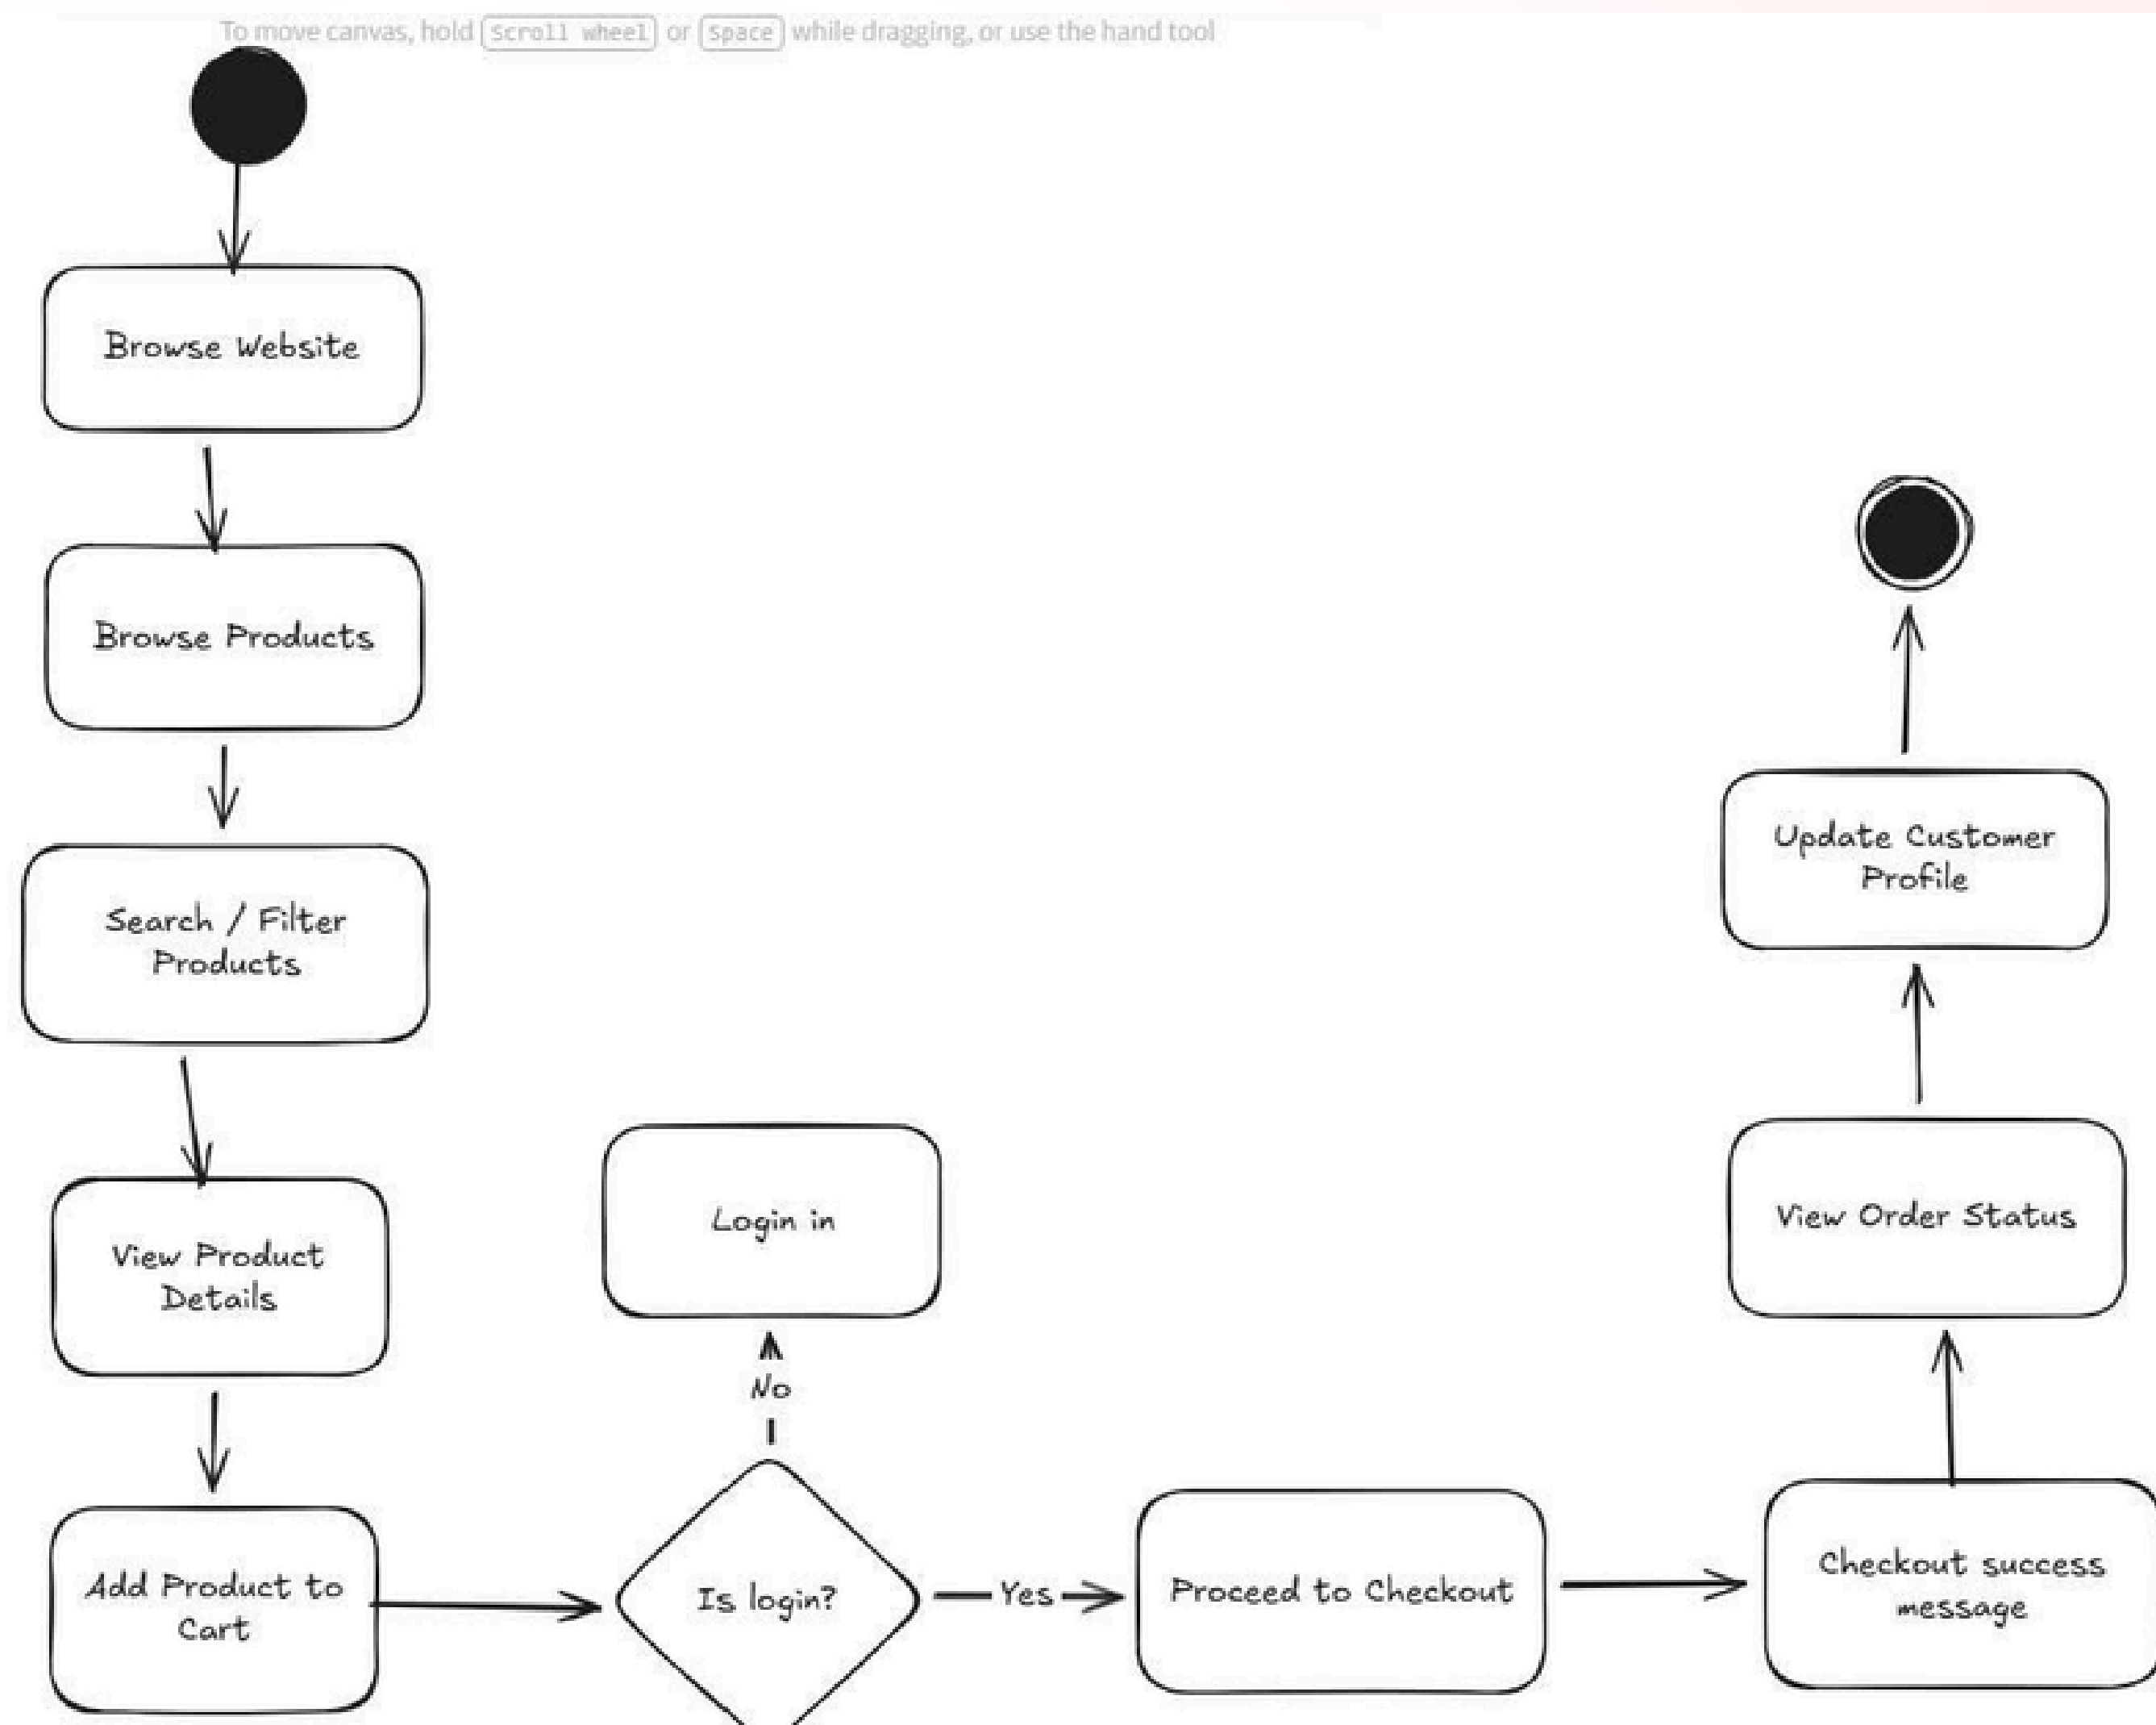 To move canvas, hold Scroll wheel or Space while dragging, or use the hand tool
Browse Website
Browse Products
Search / Filter
Products
View Product
Details
Add Product to
Cart
Login in
No
Is login?
Yes
Proceed to Checkout
Checkout success
message
View Order Status
Update Customer
Profile